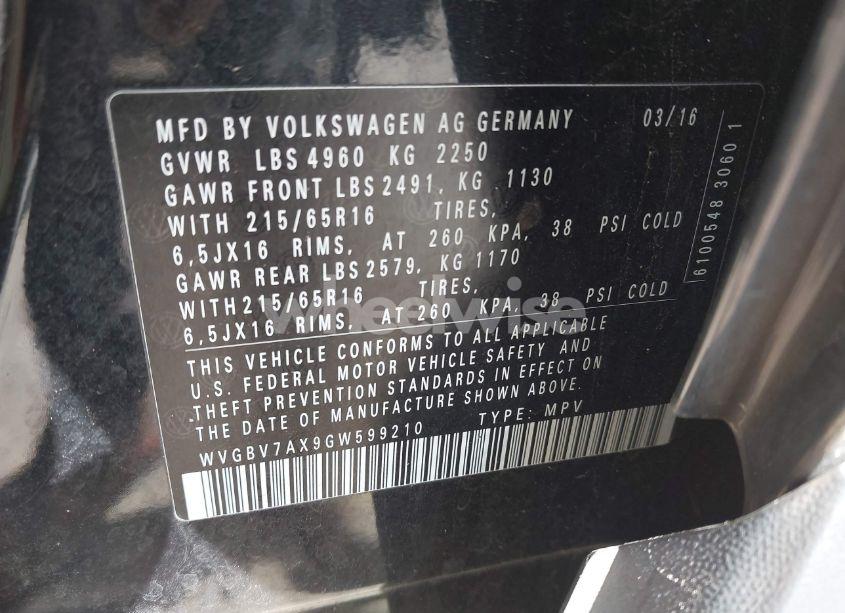 MFD BY VOLKSWAGEN AG GERMANY 03/16
GVWR LBS 4960 KG 2250
GAWR FRONT LBS 2491, KG 1130
WITH 215/65R16 TIRES,
6,5JX16 RIMS, AT 260 KPA, 38 PSI COLD
GAWR REAR LBS 2579, KG 1170
WITH 215/65R16 TIRES,
6,5JX16 RIMS, AT 260 KPA, 38 PSI COLD
THIS VEHICLE CONFORMS TO ALL APPLICABLE
U.S. FEDERAL MOTOR VEHICLE SAFETY AND
THEFT PREVENTION STANDARDS IN EFFECT ON
THE DATE OF MANUFACTURE SHOWN ABOVE.
WVGBV7AX9GW599210 TYPE: MPV
6100548 3060 1
wheelwise